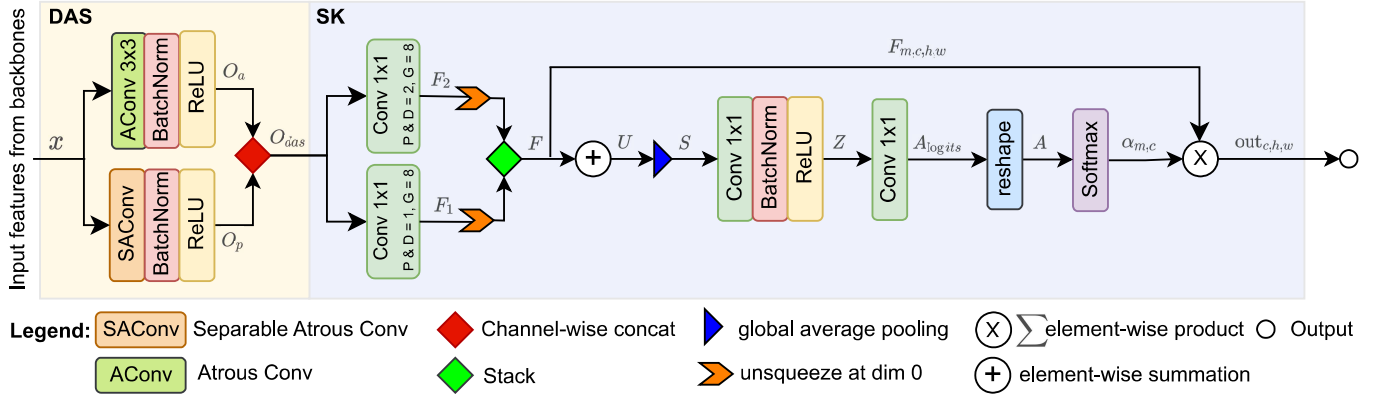 DAS
SK
Input features from backbones
x
AConv 3x3
BatchNorm
ReLU
O_a
SAConv
BatchNorm
ReLU
O_p
O_das
Conv 1x1
P & D = 2, G = 8
F_2
Conv 1x1
P & D = 1, G = 8
F_1
F
+
U
S
Conv 1x1
BatchNorm
ReLU
Z
Conv 1x1
A_logits
reshape
A
Softmax
α_{m,c}
F_{m,c,h,w}
X
out_{c,h,w}
Legend:
SAConv Separable Atrous Conv
Channel-wise concat
global average pooling
X ∑ element-wise product
Output
AConv Atrous Conv
Stack
unsqueeze at dim 0
+ element-wise summation